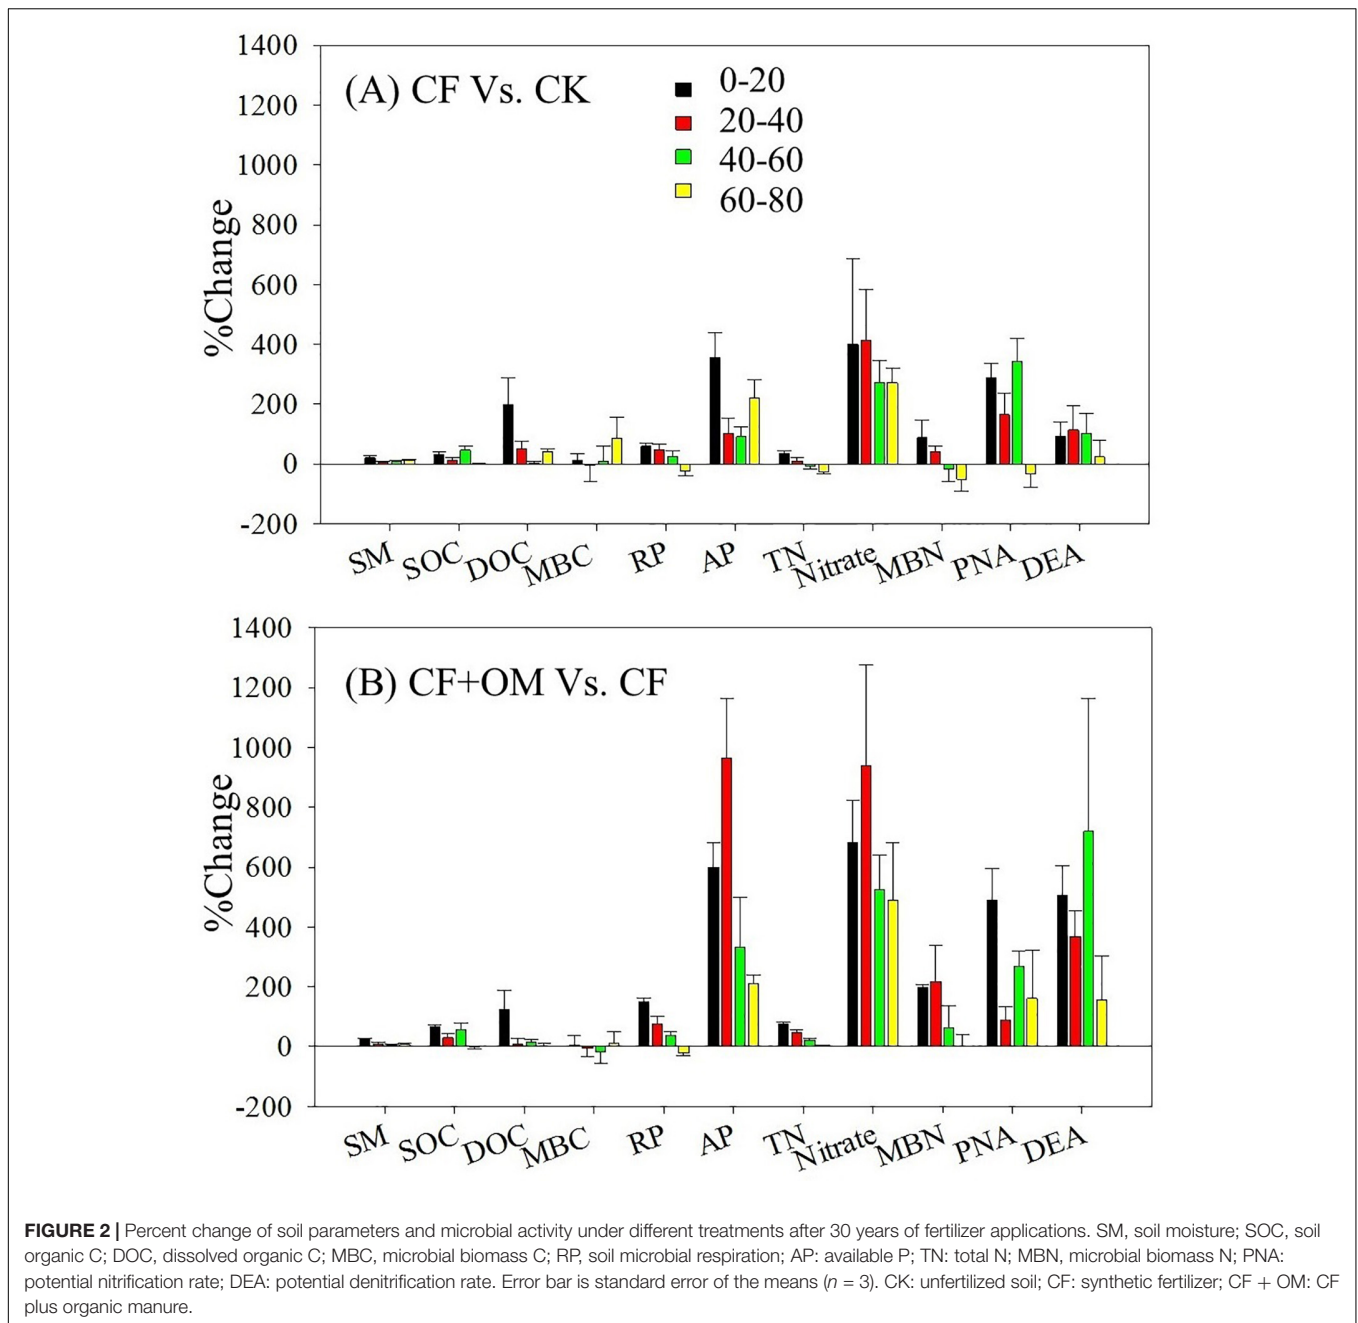 1400
1200
1000
800
600
400
200
0
-200
%Change
(A) CF Vs. CK
0-20
20-40
40-60
60-80
SM SOC DOC MBC RP AP TN Nitrate MBN PNA DEA
1400
1200
1000
800
600
400
200
0
-200
%Change
(B) CF+OM Vs. CF
SM SOC DOC MBC RP AP TN Nitrate MBN PNA DEA
FIGURE 2 | Percent change of soil parameters and microbial activity under different treatments after 30 years of fertilizer applications. SM, soil moisture; SOC, soil
organic C; DOC, dissolved organic C; MBC, microbial biomass C; RP, soil microbial respiration; AP: available P; TN: total N; MBN, microbial biomass N; PNA:
potential nitrification rate; DEA: potential denitrification rate. Error bar is standard error of the means (n = 3). CK: unfertilized soil; CF: synthetic fertilizer; CF + OM: CF
plus organic manure.